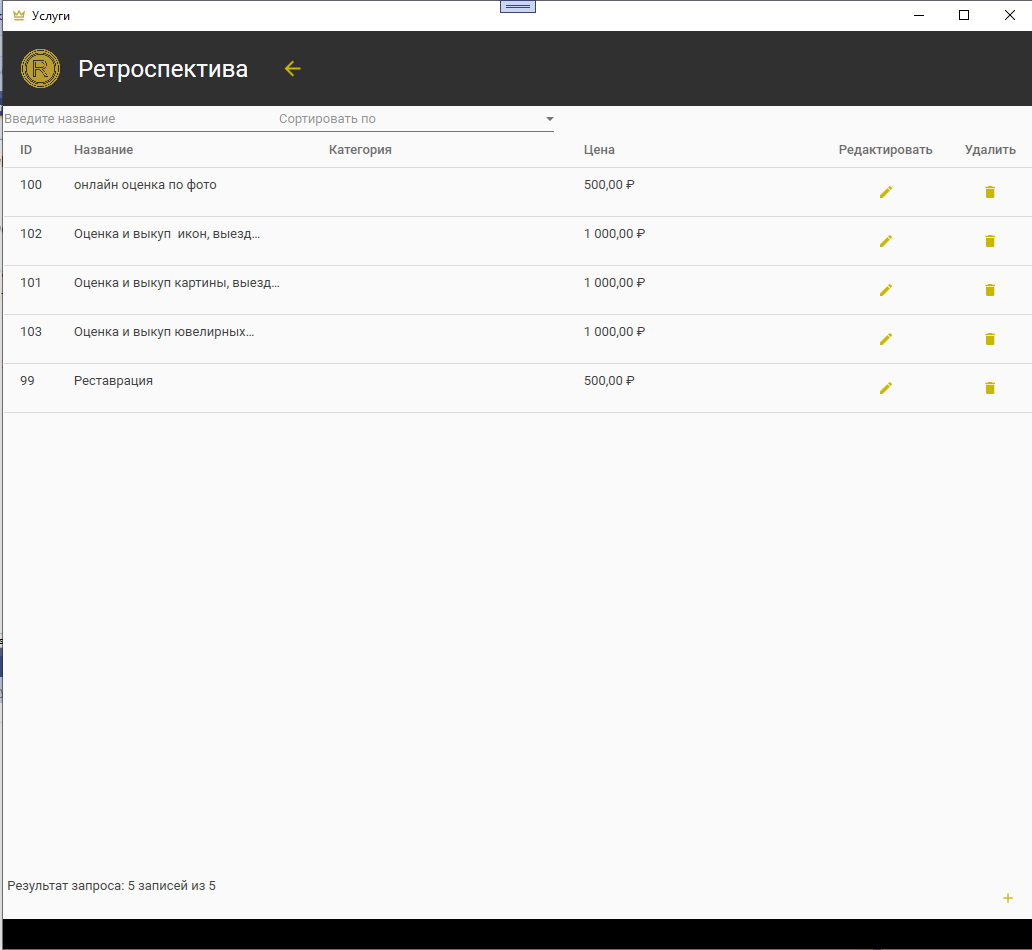 Услуги
R
Ретроспектива
Введите название Сортировать по
ID Название Категория Цена Редактировать Удалить
100 онлайн оценка по фото 500,00 ₽
102 Оценка и выкуп  икон, выезд... 1 000,00 ₽
101 Оценка и выкуп картины, выезд... 1 000,00 ₽
103 Оценка и выкуп ювелирных... 1 000,00 ₽
99 Реставрация 500,00 ₽
Результат запроса: 5 записей из 5